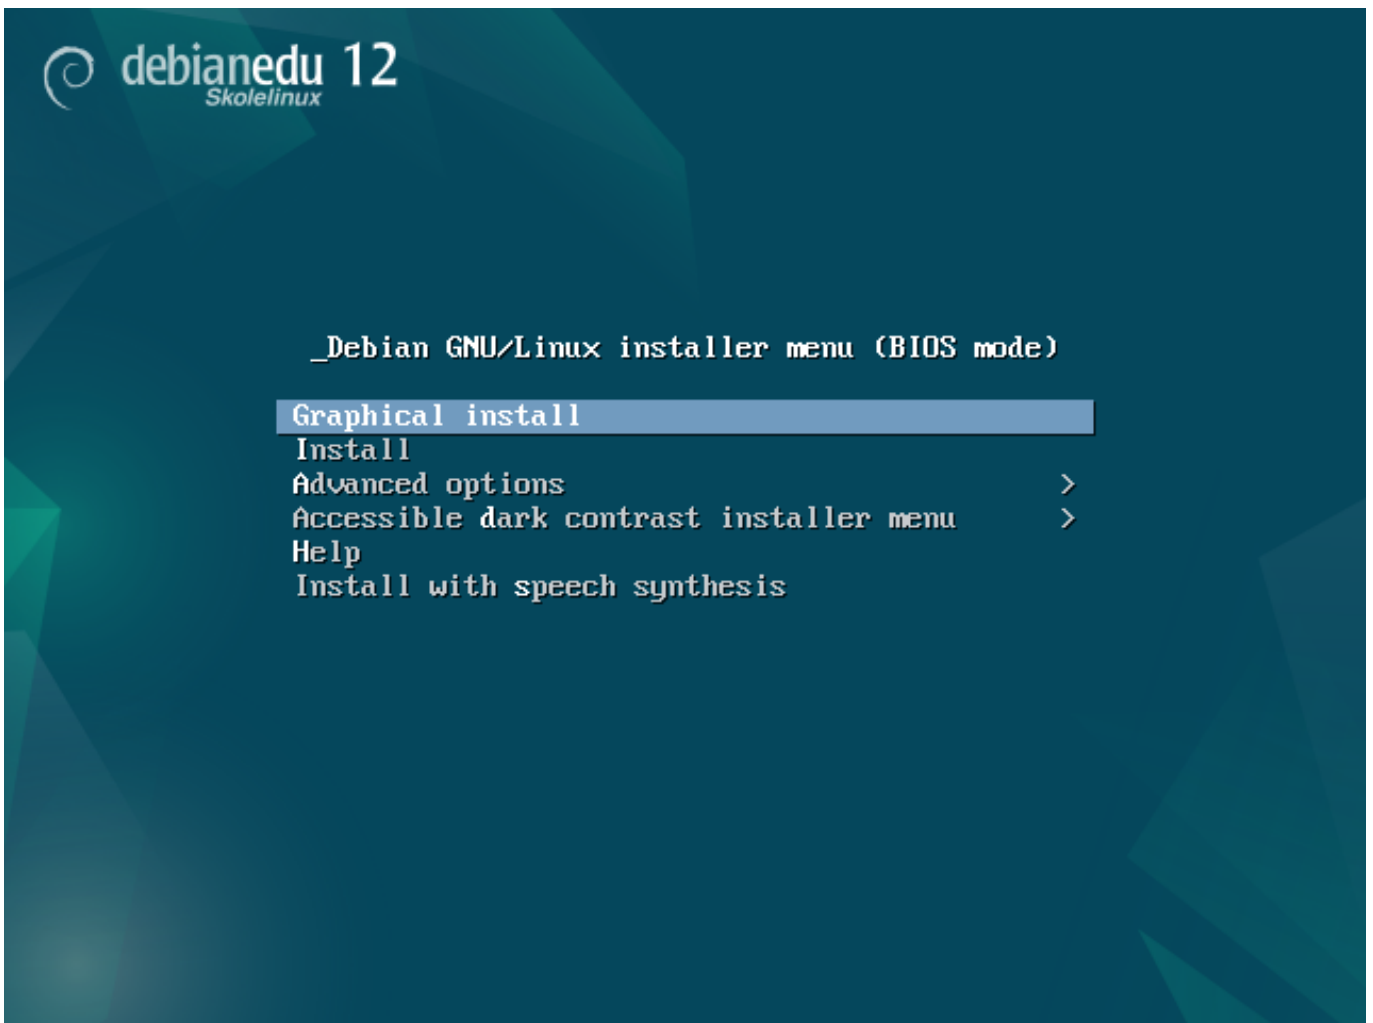 debianedu 12
Skolelinux
_Debian GNU/Linux installer menu (BIOS mode)
Graphical install
Install
Advanced options >
Accessible dark contrast installer menu >
Help
Install with speech synthesis